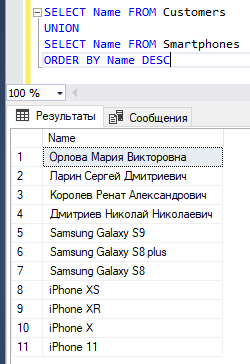 SELECT Name FROM Customers
UNION
SELECT Name FROM Smartphones
ORDER BY Name DESC
100 %
Результаты Сообщения
Name
1 Орлова Мария Викторовна
2 Ларин Сергей Дмитриевич
3 Королев Ренат Александрович
4 Дмитриев Николай Николаевич
5 Samsung Galaxy S9
6 Samsung Galaxy S8 plus
7 Samsung Galaxy S8
8 iPhone XS
9 iPhone XR
10 iPhone X
11 iPhone 11